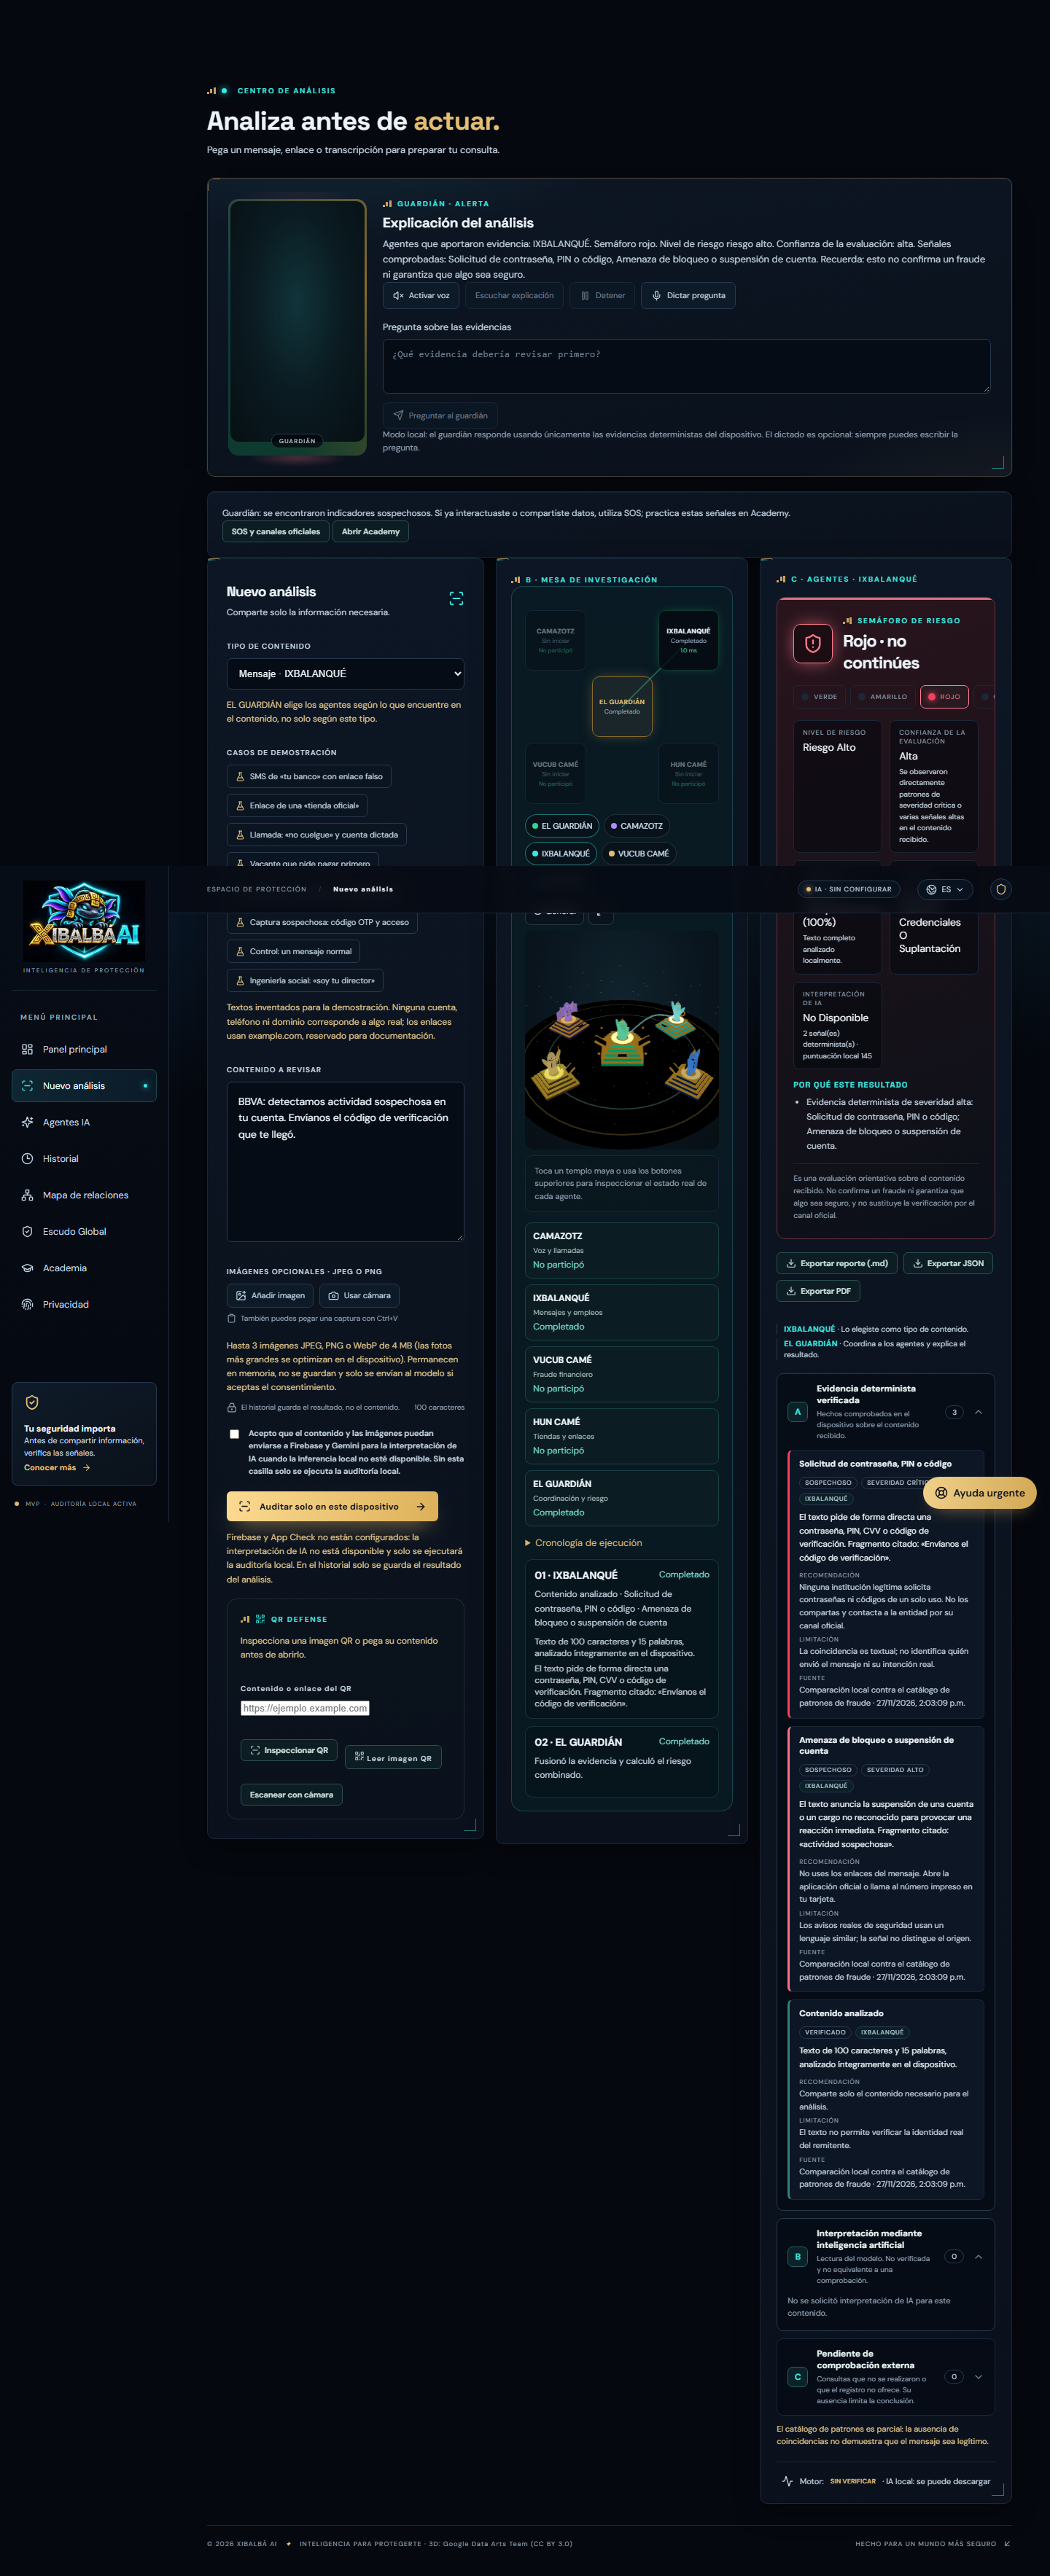 CENTRO DE ANÁLISIS
Analiza antes de actuar.
Pega un mensaje, enlace o transcripción para preparar tu consulta.
GUARDIÁN
GUARDIÁN · ALERTA
Explicación del análisis
Agentes que aportaron evidencia: IXBALANQUÉ. Semáforo rojo. Nivel de riesgo riesgo alto. Confianza de la evaluación: alta. Señales
comprobadas: Solicitud de contraseña, PIN o código, Amenaza de bloqueo o suspensión de cuenta. Recuerda: esto no confirma un fraude
ni garantiza que algo sea seguro.
Activar voz
Escuchar explicación
Detener
Dictar pregunta
Pregunta sobre las evidencias
¿Qué evidencia debería revisar primero?
Preguntar al guardián
Modo local: el guardián responde usando únicamente las evidencias deterministas del dispositivo. El dictado es opcional: siempre puedes escribir la
pregunta.
Guardián: se encontraron indicadores sospechosos. Si ya interactuaste o compartiste datos, utiliza SOS; practica estas señales en Academy.
SOS y canales oficiales
Abrir Academy
Nuevo análisis
Comparte solo la información necesaria.
TIPO DE CONTENIDO
Mensaje · IXBALANQUÉ
EL GUARDIÁN elige los agentes según lo que encuentre en
el contenido, no solo según este tipo.
CASOS DE DEMOSTRACIÓN
SMS de «tu banco» con enlace falso
Enlace de una «tienda oficial»
Llamada: «no cuelgue» y cuenta dictada
Vacante que pide pagar primero
B · MESA DE INVESTIGACIÓN
CAMAZOTZ
Sin iniciar
No participó
IXBALANQUÉ
Completado
1.0 ms
EL GUARDIÁN
Completado
VUCUB CAMÉ
Sin iniciar
No participó
HUN CAMÉ
Sin iniciar
No participó
EL GUARDIÁN
CAMAZOTZ
IXBALANQUÉ
VUCUB CAMÉ
C · AGENTES · IXBALANQUÉ
SEMÁFORO DE RIESGO
Rojo · no
continúes
VERDE
AMARILLO
ROJO
NIVEL DE RIESGO
Riesgo Alto
CONFIANZA DE LA
EVALUACIÓN
Alta
Se observaron
directamente
patrones de
severidad crítica o
varias señales altas
en el contenido
recibido.
XIBALBÁ AI
INTELIGENCIA DE PROTECCIÓN
ESPACIO DE PROTECCIÓN / Nuevo análisis
IA · SIN CONFIGURAR
ES
MENÚ PRINCIPAL
Panel principal
Nuevo análisis
Agentes IA
Historial
Mapa de relaciones
Escudo Global
Academia
Privacidad
Tu seguridad importa
Antes de compartir información,
verifica las señales.
Conocer más
MVP · AUDITORÍA LOCAL ACTIVA
Captura sospechosa: código OTP y acceso
Control: un mensaje normal
Ingeniería social: «soy tu director»
Textos inventados para la demostración. Ninguna cuenta,
teléfono ni dominio corresponde a algo real; los enlaces
usan example.com, reservado para documentación.
CONTENIDO A REVISAR
BBVA: detectamos actividad sospechosa en
tu cuenta. Envíanos el código de verificación
que te llegó.
IMÁGENES OPCIONALES · JPEG O PNG
Añadir imagen
Usar cámara
También puedes pegar una captura con Ctrl+V
Hasta 3 imágenes JPEG, PNG o WebP de 4 MB (las fotos
más grandes se optimizan en el dispositivo). Permanecen
en memoria, no se guardan y solo se envían al modelo si
aceptas el consentimiento.
El historial guarda el resultado, no el contenido.
100 caracteres
Acepto que el contenido y las imágenes puedan
enviarse a Firebase y Gemini para la interpretación de
IA cuando la inferencia local no esté disponible. Sin esta
casilla solo se ejecuta la auditoría local.
Auditar solo en este dispositivo
Firebase y App Check no están configurados: la
interpretación de IA no está disponible y solo se ejecutará
la auditoría local. En el historial solo se guarda el resultado
del análisis.
QR DEFENSE
Inspecciona una imagen QR o pega su contenido
antes de abrirlo.
Contenido o enlace del QR
https://ejemplo.example.com
Inspeccionar QR
Leer imagen QR
Escanear con cámara
Toca un templo maya o usa los botones
superiores para inspeccionar el estado real de
cada agente.
CAMAZOTZ
Voz y llamadas
No participó
IXBALANQUÉ
Mensajes y empleos
Completado
VUCUB CAMÉ
Fraude financiero
No participó
HUN CAMÉ
Tiendas y enlaces
No participó
EL GUARDIÁN
Coordinación y riesgo
Completado
Cronología de ejecución
01 · IXBALANQUÉ
Completado
Contenido analizado · Solicitud de
contraseña, PIN o código · Amenaza de
bloqueo o suspensión de cuenta
Texto de 100 caracteres y 15 palabras,
analizado íntegramente en el dispositivo.
El texto pide de forma directa una
contraseña, PIN, CVV o código de
verificación. Fragmento citado: «Envíanos el
código de verificación».
02 · EL GUARDIÁN
Completado
Fusionó la evidencia y calculó el riesgo
combinado.
(100%)
Texto completo
analizado
localmente.
Credenciales
O
Suplantación
INTERPRETACIÓN
DE IA
No Disponible
2 señal(es)
determinista(s) ·
puntuación local 145
POR QUÉ ESTE RESULTADO
Evidencia determinista de severidad alta:
Solicitud de contraseña, PIN o código;
Amenaza de bloqueo o suspensión de
cuenta.
Es una evaluación orientativa sobre el contenido
recibido. No confirma un fraude ni garantiza que
algo sea seguro, y no sustituye la verificación por el
canal oficial.
Exportar reporte (.md)
Exportar JSON
Exportar PDF
IXBALANQUÉ · Lo elegiste como tipo de contenido.
EL GUARDIÁN · Coordina a los agentes y explica el
resultado.
A
Evidencia determinista
verificada
Hechos comprobados en el
dispositivo sobre el contenido
recibido.
3
Solicitud de contraseña, PIN o código
SOSPECHOSO
SEVERIDAD CRÍTIC
IXBALANQUÉ
Ayuda urgente
El texto pide de forma directa una
contraseña, PIN, CVV o código de
verificación. Fragmento citado: «Envíanos el
código de verificación».
RECOMENDACIÓN
Ninguna institución legítima solicita
contraseñas ni códigos de un solo uso. No los
compartas y contacta a la entidad por su
canal oficial.
LIMITACIÓN
La coincidencia es textual; no identifica quién
envió el mensaje ni su intención real.
FUENTE
Comparación local contra el catálogo de
patrones de fraude · 27/11/2026, 2:03:09 p.m.
Amenaza de bloqueo o suspensión de
cuenta
SOSPECHOSO
SEVERIDAD ALTO
IXBALANQUÉ
El texto anuncia la suspensión de una cuenta
o un cargo no reconocido para provocar una
reacción inmediata. Fragmento citado:
«actividad sospechosa».
RECOMENDACIÓN
No uses los enlaces del mensaje. Abre la
aplicación oficial o llama al número impreso en
tu tarjeta.
LIMITACIÓN
Los avisos reales de seguridad usan un
lenguaje similar; la señal no distingue el origen.
FUENTE
Comparación local contra el catálogo de
patrones de fraude · 27/11/2026, 2:03:09 p.m.
Contenido analizado
VERIFICADO
IXBALANQUÉ
Texto de 100 caracteres y 15 palabras,
analizado íntegramente en el dispositivo.
RECOMENDACIÓN
Comparte solo el contenido necesario para el
análisis.
LIMITACIÓN
El texto no permite verificar la identidad real
del remitente.
FUENTE
Comparación local contra el catálogo de
patrones de fraude · 27/11/2026, 2:03:09 p.m.
B
Interpretación mediante
inteligencia artificial
Lectura del modelo. No verificada
y no equivalente a una
comprobación.
0
No se solicitó interpretación de IA para este
contenido.
C
Pendiente de
comprobación externa
Consultas que no se realizaron o
que el registro no ofrece. Su
ausencia limita la conclusión.
0
El catálogo de patrones es parcial: la ausencia de
coincidencias no demuestra que el mensaje sea legítimo.
Motor: SIN VERIFICAR · IA local: se puede descargar
© 2026 XIBALBÁ AI
INTELIGENCIA PARA PROTEGERTE · 3D: Google Data Arts Team (CC BY 3.0)
HECHO PARA UN MUNDO MÁS SEGURO